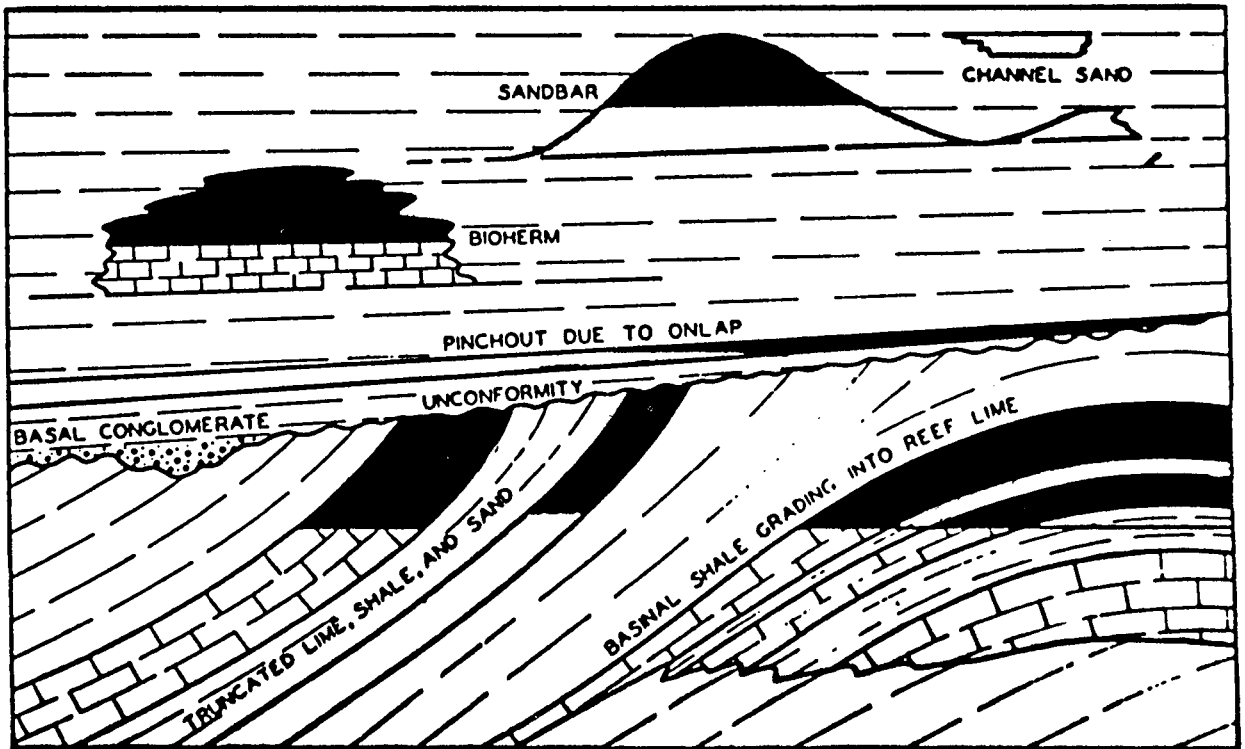 CHANNEL SAND
SANDBAR
BIOHERM
PINCHOUT DUE TO ONLAP
UNCONFORMITY
BASAL CONGLOMERATE
TRUNCATED LIME, SHALE, AND SAND
BASINAL SHALE GRADING INTO REEF LIME